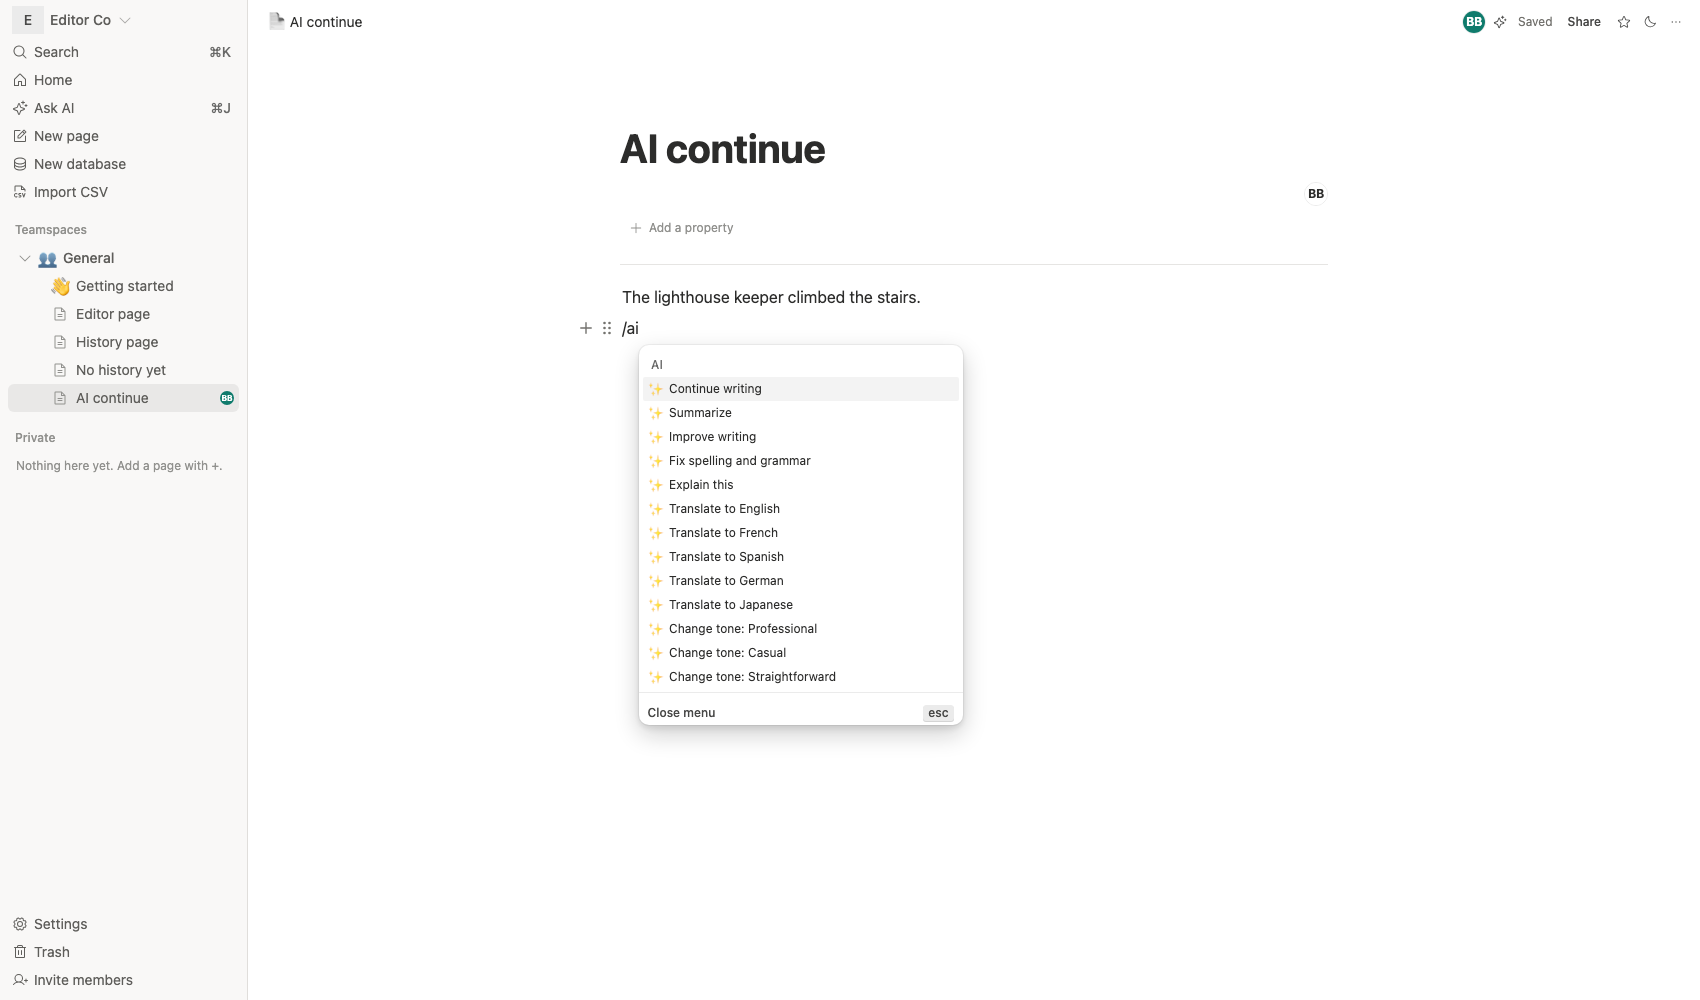 E Editor Co
Search ⌘K
Home
Ask AI ⌘J
New page
New database
Import CSV
Teamspaces
General
Getting started
Editor page
History page
No history yet
AI continue BB
Private
Nothing here yet. Add a page with +.
Settings
Trash
Invite members
AI continue
BB Saved Share
AI continue
BB
Add a property
The lighthouse keeper climbed the stairs.
/ai
AI
Continue writing
Summarize
Improve writing
Fix spelling and grammar
Explain this
Translate to English
Translate to French
Translate to Spanish
Translate to German
Translate to Japanese
Change tone: Professional
Change tone: Casual
Change tone: Straightforward
Close menu esc